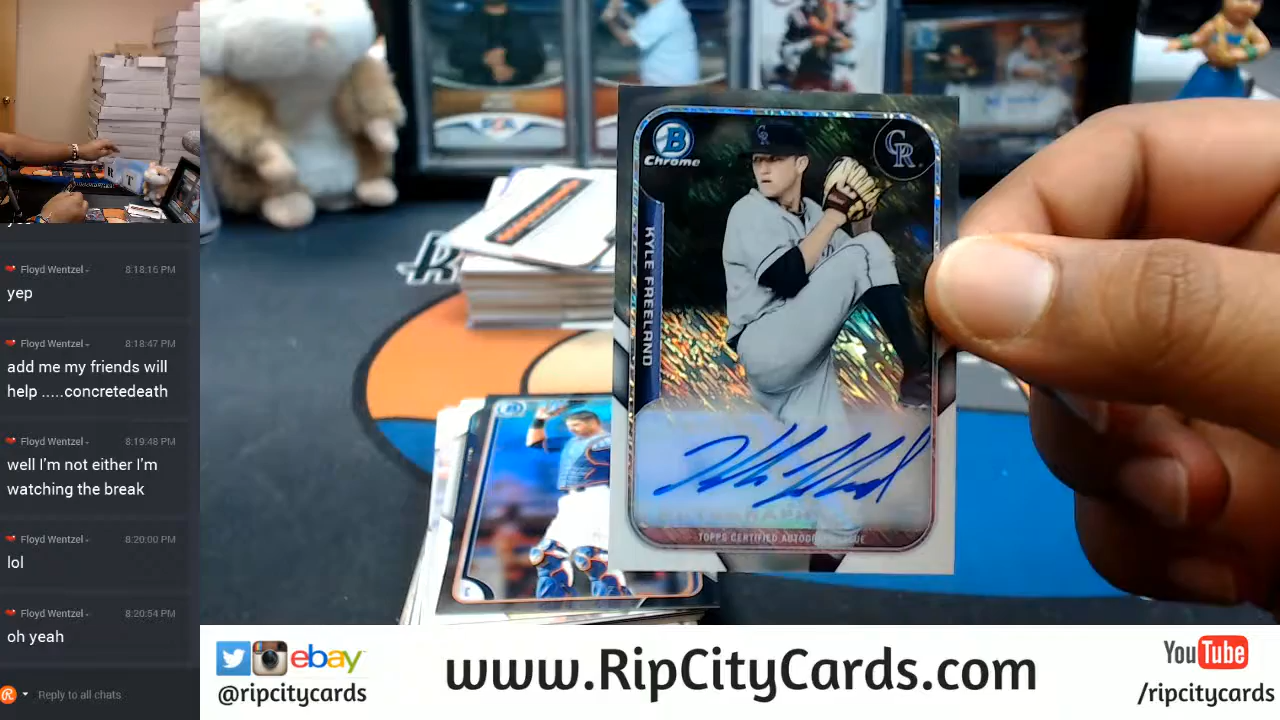 Floyd Wentzel 8:18:16 PM
yep
Floyd Wentzel 8:18:47 PM
add me my friends will
help .....concretedeath
Floyd Wentzel 8:19:48 PM
well I'm not either I'm
watching the break
Floyd Wentzel 8:20:00 PM
lol
Floyd Wentzel 8:20:54 PM
oh yeah
Reply to all chats
B
Chrome
CR
CR
KYLE FREELAND
TOPPS CERTIFIED AUTOGRAPH ISSUE
ebay
@ripcitycards
www.RipCityCards.com
YouTube
/ripcitycards